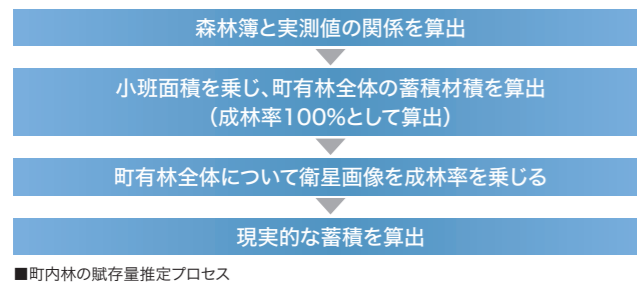 森林簿と実測値の関係を算出
小班面積を乗じ、町有林全体の蓄積材積を算出
（成林率100%として算出）
町有林全体について衛星画像を成林率を乗じる
現実的な蓄積を算出
■町内林の賦存量推定プロセス